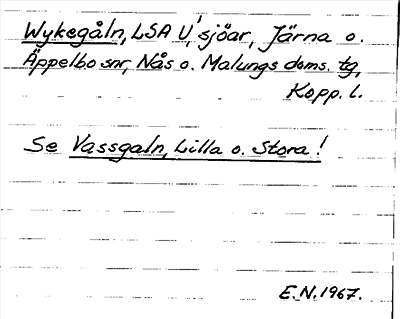 Wykegåln, LSA U, sjöar, Järna o.
Äppelbo snr, Nås o. Malungs doms. tg,
Kopp. l.
Se Vassgaln, Lilla o. Stora!
E.N. 1967.